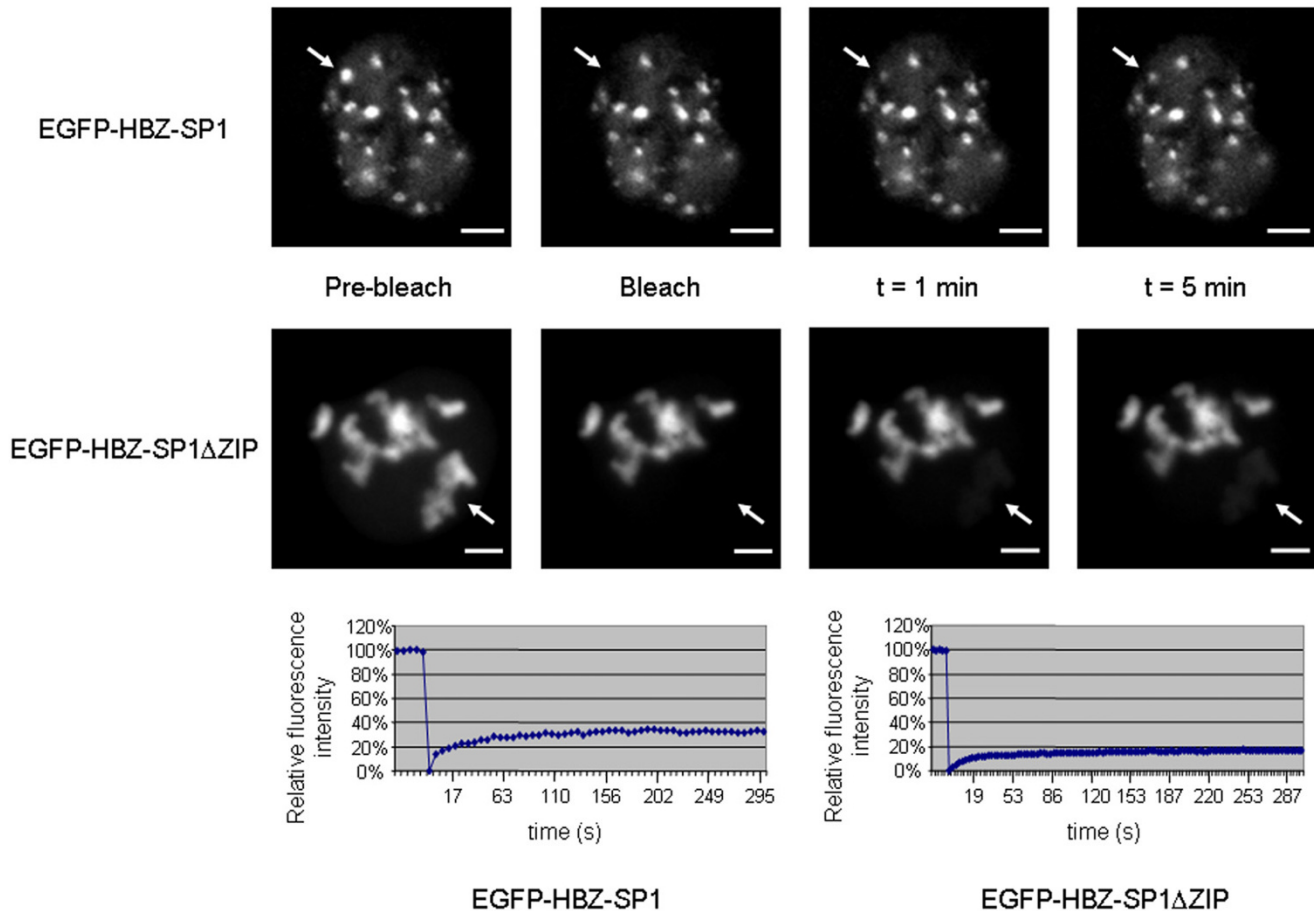 EGFP-HBZ-SP1
Pre-bleach
Bleach
t = 1 min
t = 5 min
EGFP-HBZ-SP1ΔZIP
Relative fluorescence
intensity
120%
100%
80%
60%
40%
20%
0%
17 63 110 156 202 249 295
time (s)
EGFP-HBZ-SP1
Relative fluorescence
intensity
120%
100%
80%
60%
40%
20%
0%
19 53 86 120 153 187 220 253 287
time (s)
EGFP-HBZ-SP1ΔZIP